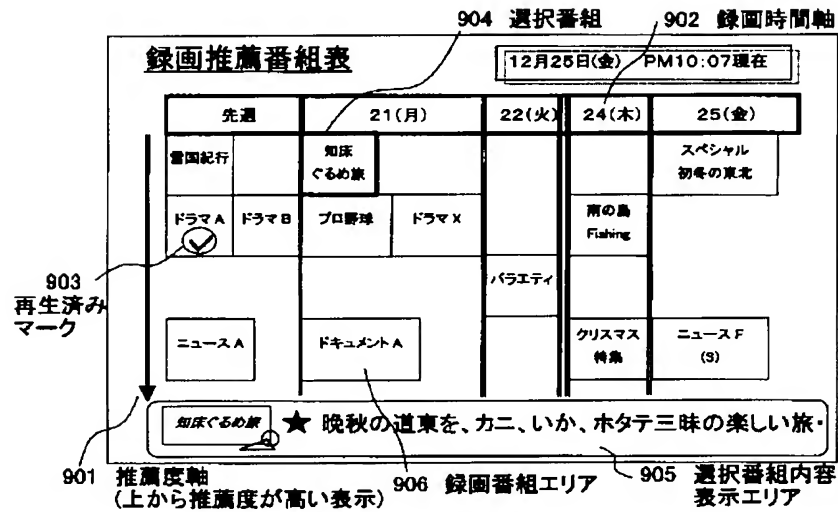 904 選択番組
902 録画時間軸
録画推薦番組表
12月25日(金) PM10:07現在
先週 21(月) 22(火) 24(木) 25(金)
雪国紀行
知床
ぐるめ旅
スペシャル
初冬の東北
ドラマA ドラマB プロ野球 ドラマX
南の島
Fishing
903
再生済み
マーク
バラエティ
ニュースA
ドキュメントA
クリスマス
特集
ニュースF
(3)
知床ぐるめ旅 ★ 晩秋の道東を、カニ、いか、ホタテ三昧の楽しい旅・
901 推薦度軸
(上から推薦度が高い表示)
906 録画番組エリア
905 選択番組内容
表示エリア